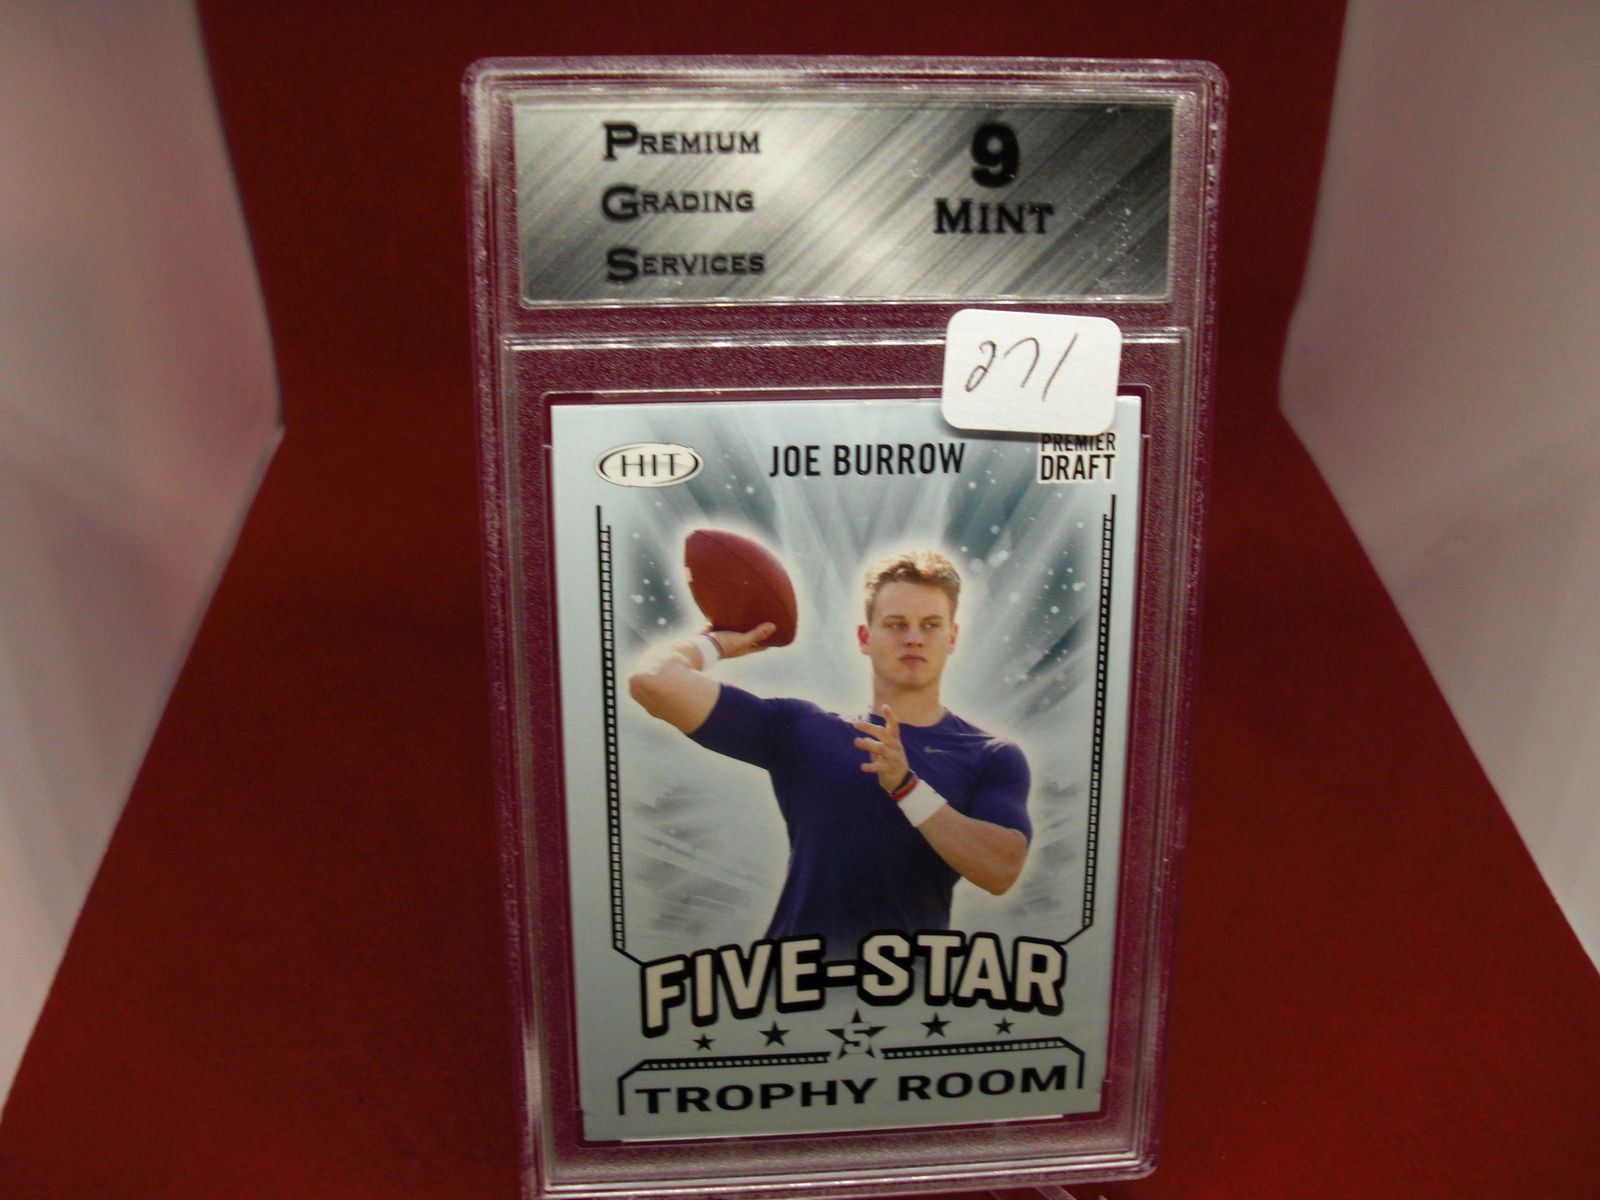 PREMIUM
GRADING
SERVICES
9
MINT
271
HIT
JOE BURROW
PREMIER
DRAFT
FIVE-STAR
5
TROPHY ROOM